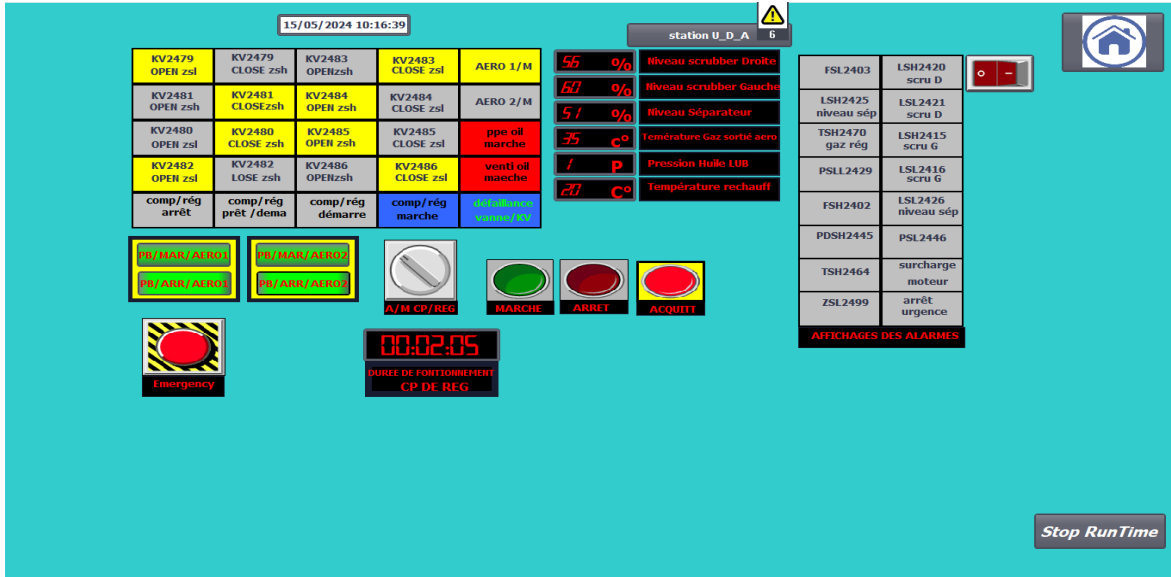 15/05/2024 10:16:39
station U_D_A
6
KV2479
OPEN zsl
KV2479
CLOSE zsh
KV2483
OPENzsh
KV2483
CLOSE zsl
AERO 1/M
KV2481
OPEN zsh
KV2481
CLOSEzsh
KV2484
OPEN zsh
KV2484
CLOSE zsl
AERO 2/M
KV2480
OPEN zsl
KV2480
CLOSE zsh
KV2485
OPEN zsh
KV2485
CLOSE zsl
ppe oil
marche
KV2482
OPEN zsl
KV2482
LOSE zsh
KV2486
OPENzsh
KV2486
CLOSE zsl
venti oil
maeche
comp/rég
arrêt
comp/rég
prêt /dema
comp/rég
démarre
comp/rég
marche
défaillance
vanne/KV
56 % Niveau scrubber Droite
60 % Niveau scrubber Gauche
51 % Niveau Séparateur
35 c° Temérature Gaz sortié aero
1 P Pression Huile LUB
20 C° Température rechauff
FSL2403
LSH2420
scru D
LSH2425
niveau sép
LSL2421
scru D
TSH2470
gaz rég
LSH2415
scru G
PSLL2429
LSL2416
scru G
FSH2402
LSL2426
niveau sép
PDSH2445
PSL2446
TSH2464
surcharge
moteur
ZSL2499
arrêt
urgence
AFFICHAGES DES ALARMES
PB/MAR/AERO1
PB/ARR/AERO1
PB/MAR/AERO2
PB/ARR/AERO2
A/M CP/REG
MARCHE
ARRET
ACQUITT
Emergency
00:02:05
DUREE DE FONTIONNEMENT
CP DE REG
Stop RunTime